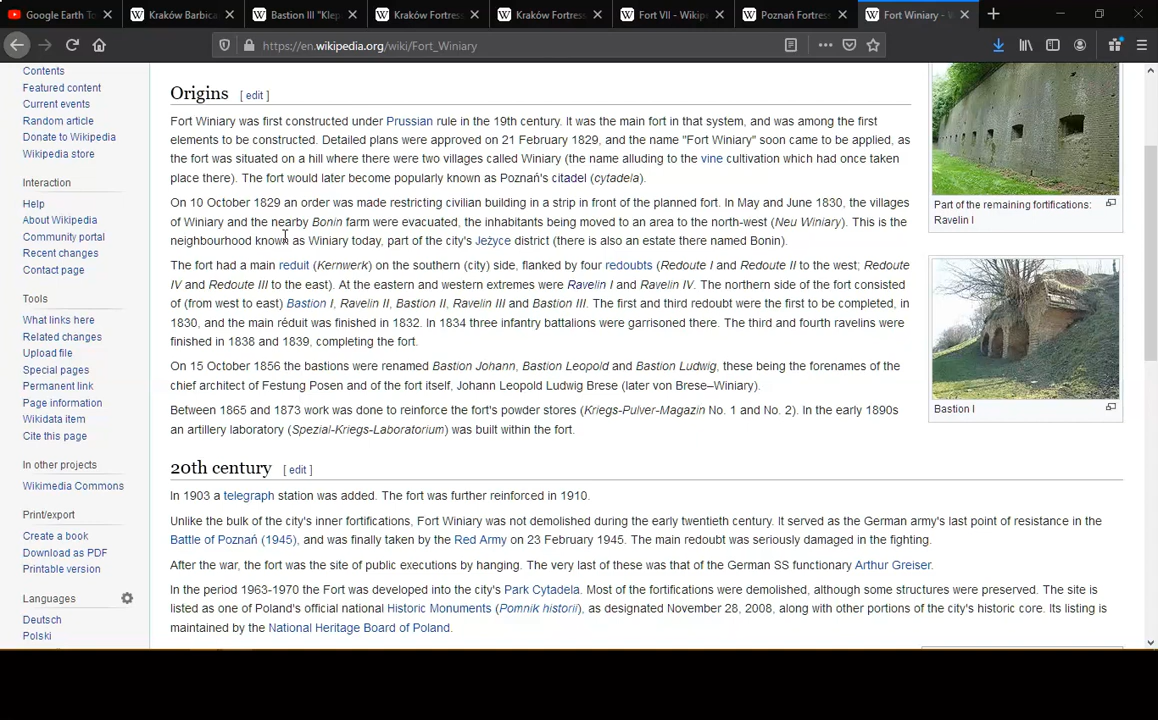 Google Earth To
Kraków Barbica
Bastion III "Klep
Kraków Fortress
Kraków Fortress
Fort VII - Wikip
Poznań Fortress
Fort Winiary - W
https://en.wikipedia.org/wiki/Fort_Winiary
Contents
Featured content
Current events
Random article
Donate to Wikipedia
Wikipedia store
Interaction
Help
About Wikipedia
Community portal
Recent changes
Contact page
Tools
What links here
Related changes
Upload file
Special pages
Permanent link
Page information
Wikidata item
Cite this page
In other projects
Wikimedia Commons
Print/export
Create a book
Download as PDF
Printable version
Languages
Deutsch
Polski
Origins [ edit ]
Fort Winiary was first constructed under Prussian rule in the 19th century. It was the main fort in that system, and was among the first
elements to be constructed. Detailed plans were approved on 21 February 1829, and the name "Fort Winiary" soon came to be applied, as
the fort was situated on a hill where there were two villages called Winiary (the name alluding to the vine cultivation which had once taken
place there). The fort would later become popularly known as Poznań's citadel (cytadela).
On 10 October 1829 an order was made restricting civilian building in a strip in front of the planned fort. In May and June 1830, the villages
of Winiary and the nearby Bonin farm were evacuated, the inhabitants being moved to an area to the north-west (Neu Winiary). This is the
neighbourhood known as Winiary today, part of the city's Jeżyce district (there is also an estate there named Bonin).
The fort had a main reduit (Kernwerk) on the southern (city) side, flanked by four redoubts (Redoute I and Redoute II to the west; Redoute
IV and Redoute III to the east). At the eastern and western extremes were Ravelin I and Ravelin IV. The northern side of the fort consisted
of (from west to east) Bastion I, Ravelin II, Bastion II, Ravelin III and Bastion III. The first and third redoubt were the first to be completed, in
1830, and the main réduit was finished in 1832. In 1834 three infantry battalions were garrisoned there. The third and fourth ravelins were
finished in 1838 and 1839, completing the fort.
On 15 October 1856 the bastions were renamed Bastion Johann, Bastion Leopold and Bastion Ludwig, these being the forenames of the
chief architect of Festung Posen and of the fort itself, Johann Leopold Ludwig Brese (later von Brese–Winiary).
Between 1865 and 1873 work was done to reinforce the fort's powder stores (Kriegs-Pulver-Magazin No. 1 and No. 2). In the early 1890s
an artillery laboratory (Spezial-Kriegs-Laboratorium) was built within the fort.
Part of the remaining fortifications:
Ravelin I
Bastion I
20th century [ edit ]
In 1903 a telegraph station was added. The fort was further reinforced in 1910.
Unlike the bulk of the city's inner fortifications, Fort Winiary was not demolished during the early twentieth century. It served as the German army's last point of resistance in the
Battle of Poznań (1945), and was finally taken by the Red Army on 23 February 1945. The main redoubt was seriously damaged in the fighting.
After the war, the fort was the site of public executions by hanging. The very last of these was that of the German SS functionary Arthur Greiser.
In the period 1963-1970 the Fort was developed into the city's Park Cytadela. Most of the fortifications were demolished, although some structures were preserved. The site is
listed as one of Poland's official national Historic Monuments (Pomnik historii), as designated November 28, 2008, along with other portions of the city's historic core. Its listing is
maintained by the National Heritage Board of Poland.